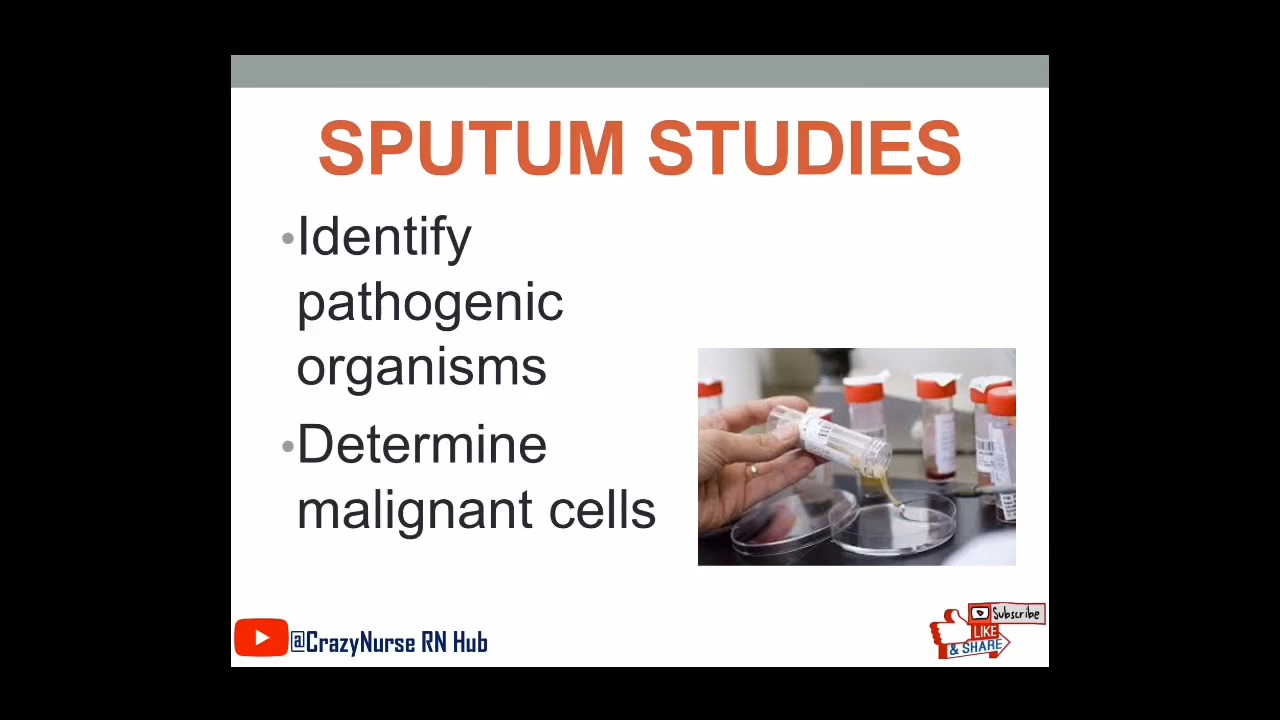 SPUTUM STUDIES
•Identify
pathogenic
organisms
•Determine
malignant cells
@CrazyNurse RN Hub
Subscribe
LIKE
& SHARE